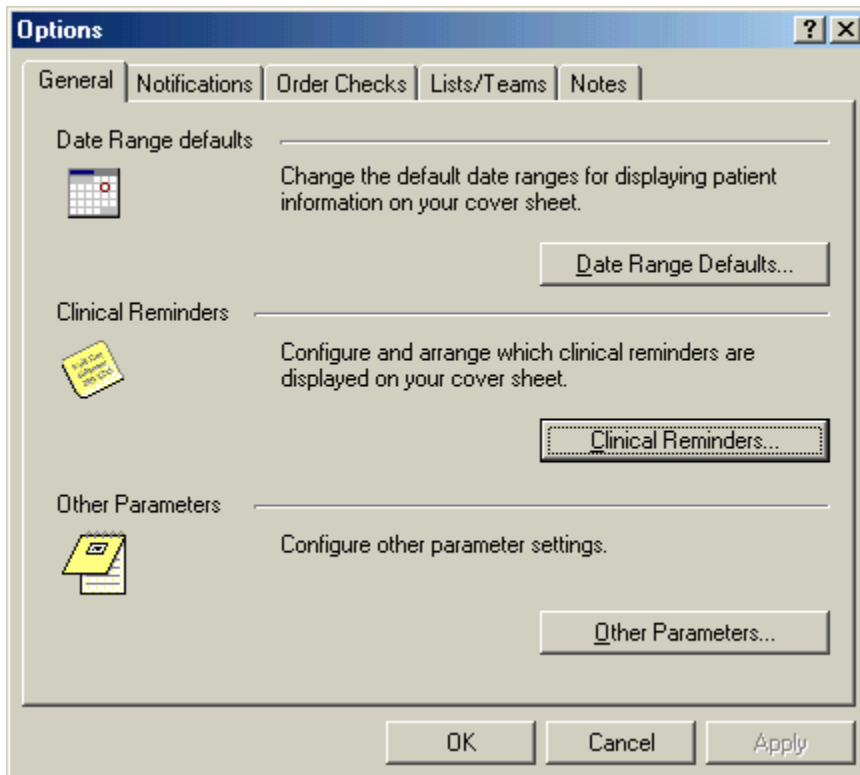 Options
General Notifications Order Checks Lists/Teams Notes
Date Range defaults
Change the default date ranges for displaying patient
information on your cover sheet.
Date Range Defaults...
Clinical Reminders
Configure and arrange which clinical reminders are
displayed on your cover sheet.
Clinical Reminders...
Other Parameters
Configure other parameter settings.
Other Parameters...
OK Cancel Apply